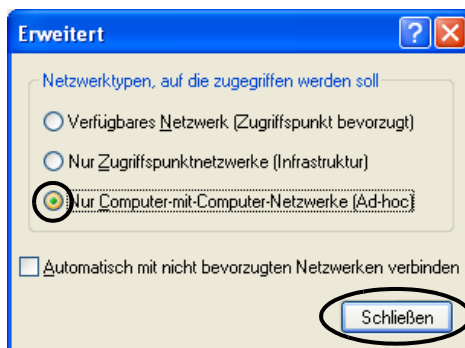 Erweitert
Netzwerktypen, auf die zugegriffen werden soll
Verfügbares Netzwerk (Zugriffspunkt bevorzugt)
Nur Zugriffspunktnetzwerke (Infrastruktur)
Nur Computer-mit-Computer-Netzwerke (Ad-hoc)
Automatisch mit nicht bevorzugten Netzwerken verbinden
Schließen